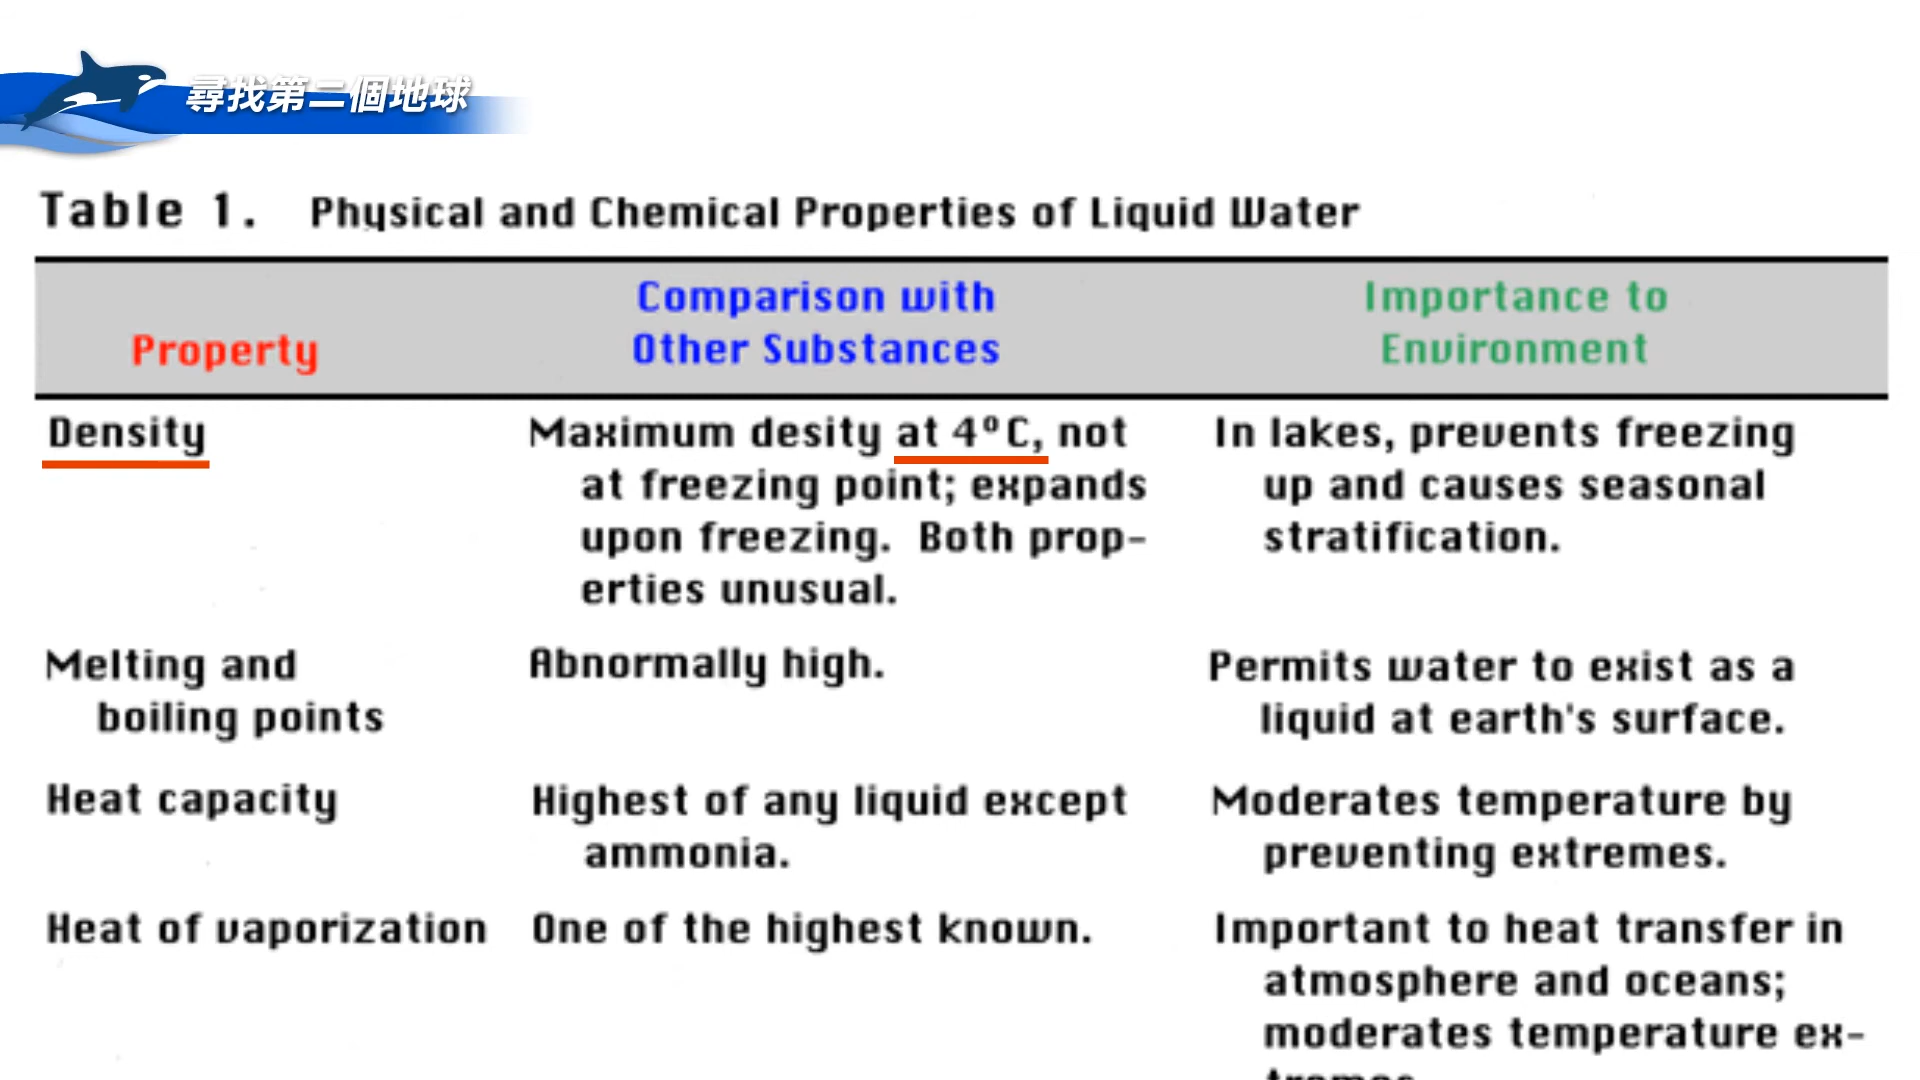 尋找第二個地球
Table 1. Physical and Chemical Properties of Liquid Water
Comparison with Importance to
Property Other Substances Environment
Density Maximum desity at 4°C, not In lakes, prevents freezing
at freezing point; expands up and causes seasonal
upon freezing. Both prop- stratification.
erties unusual.
Melting and Abnormally high. Permits water to exist as a
boiling points liquid at earth's surface.
Heat capacity Highest of any liquid except Moderates temperature by
ammonia. preventing extremes.
Heat of vaporization One of the highest known. Important to heat transfer in
atmosphere and oceans;
moderates temperature ex-